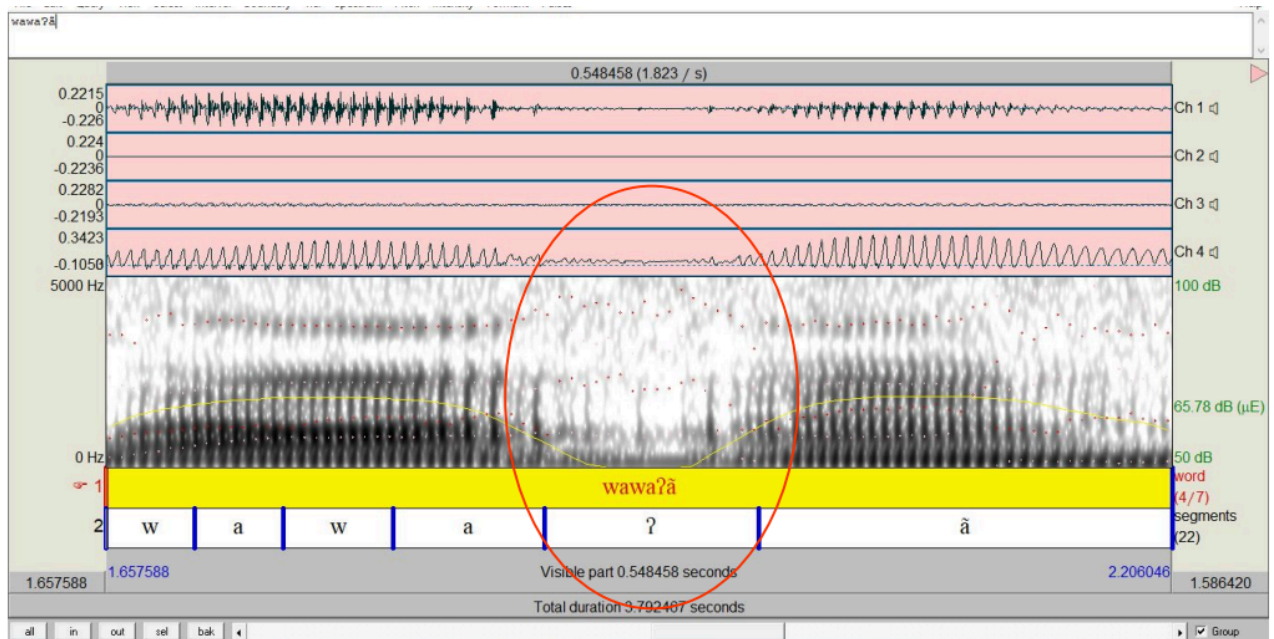 wawaʔã
0.548458 (1.823 / s)
0.2215
0
-0.226
Ch 1
0.224
0
-0.2236
Ch 2
0.2282
0
-0.2193
Ch 3
0.3423
-0.1056
Ch 4
5000 Hz
100 dB
65.78 dB (µE)
0 Hz
50 dB
1
wawaʔã
word
(4/7)
2
w a w a ʔ ã
segments
(22)
1.657588
1.657588 Visible part 0.548458 seconds 2.206046
1.586420
Total duration 3.792467 seconds
all in out sel bak
Group